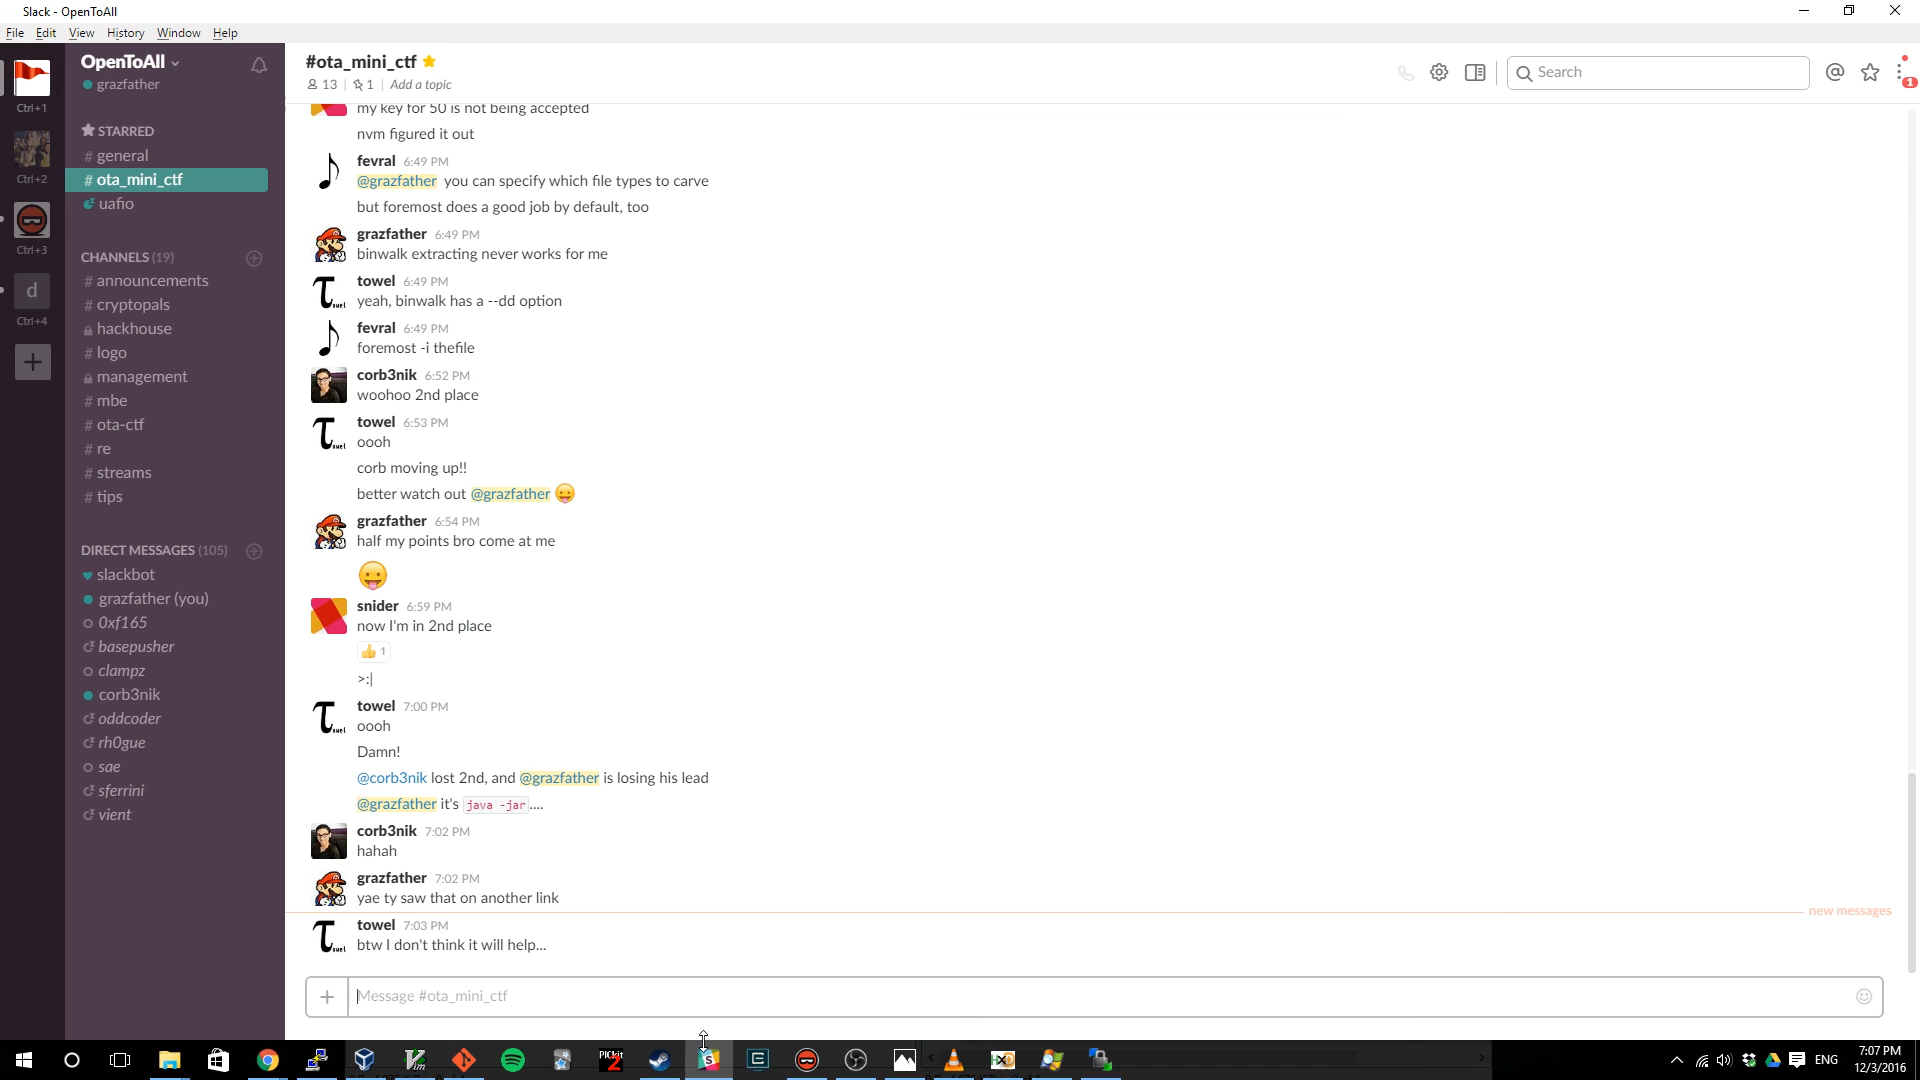 Slack - OpenToAll
File Edit View History Window Help
OpenToAll
grazfather
Ctrl+1
Ctrl+2
Ctrl+3
d
Ctrl+4
STARRED
# general
# ota_mini_ctf
uafio
CHANNELS (19)
# announcements
# cryptopals
hackhouse
# logo
management
# mbe
# ota-ctf
# re
# streams
# tips
DIRECT MESSAGES (105)
slackbot
grazfather (you)
0xf165
basepusher
clampz
corb3nik
oddcoder
rh0gue
sae
sferrini
vient
#ota_mini_ctf
13 | 1 | Add a topic
Search
1
my key for 50 is not being accepted
nvm figured it out
fevral 6:49 PM
@grazfather you can specify which file types to carve
but foremost does a good job by default, too
grazfather 6:49 PM
binwalk extracting never works for me
towel 6:49 PM
yeah, binwalk has a --dd option
fevral 6:49 PM
foremost -i thefile
corb3nik 6:52 PM
woohoo 2nd place
towel 6:53 PM
oooh
corb moving up!!
better watch out @grazfather 😛
grazfather 6:54 PM
half my points bro come at me
😛
snider 6:59 PM
now I'm in 2nd place
👍 1
>:|
towel 7:00 PM
oooh
Damn!
@corb3nik lost 2nd, and @grazfather is losing his lead
@grazfather it's java -jar....
corb3nik 7:02 PM
hahah
grazfather 7:02 PM
yae ty saw that on another link
new messages
towel 7:03 PM
btw I don't think it will help...
Message #ota_mini_ctf
ENG
7:07 PM
12/3/2016